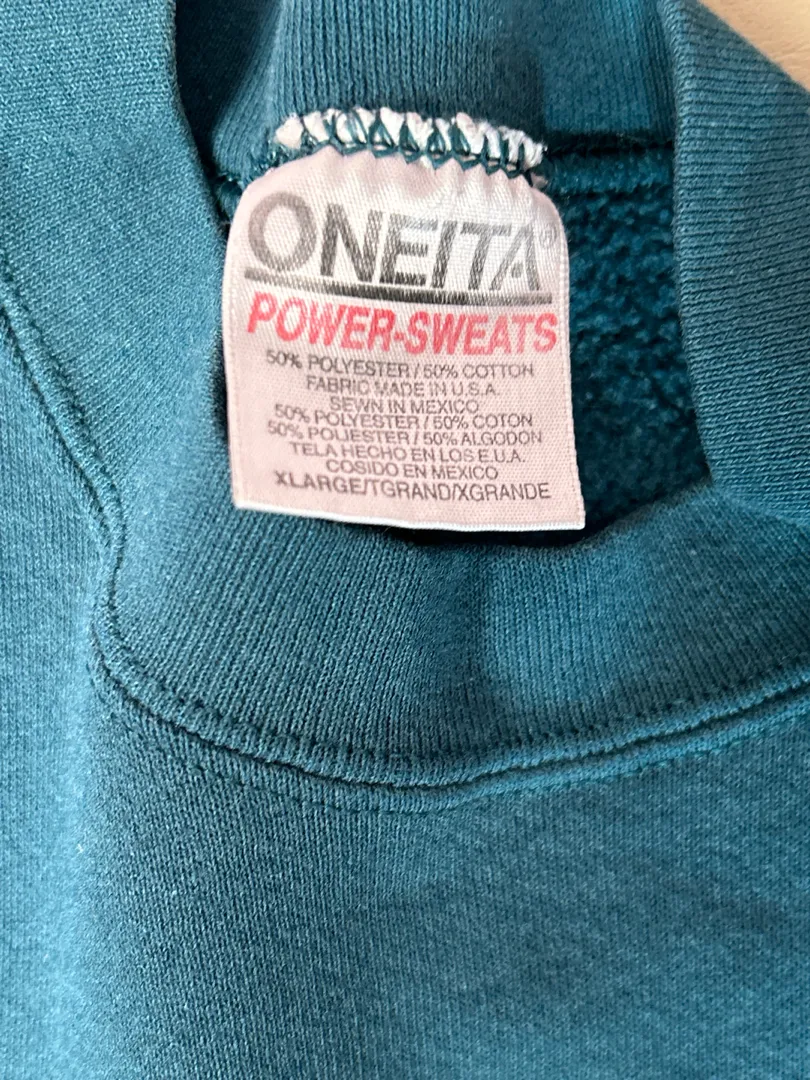 ONEITA®
POWER-SWEATS
50% POLYESTER / 50% COTTON
FABRIC MADE IN U.S.A.
SEWN IN MEXICO
50% POLYESTER / 50% COTON
50% POLIESTER / 50% ALGODON
TELA HECHO EN LOS E.U.A.
COSIDO EN MEXICO
XLARGE/TGRAND/XGRANDE